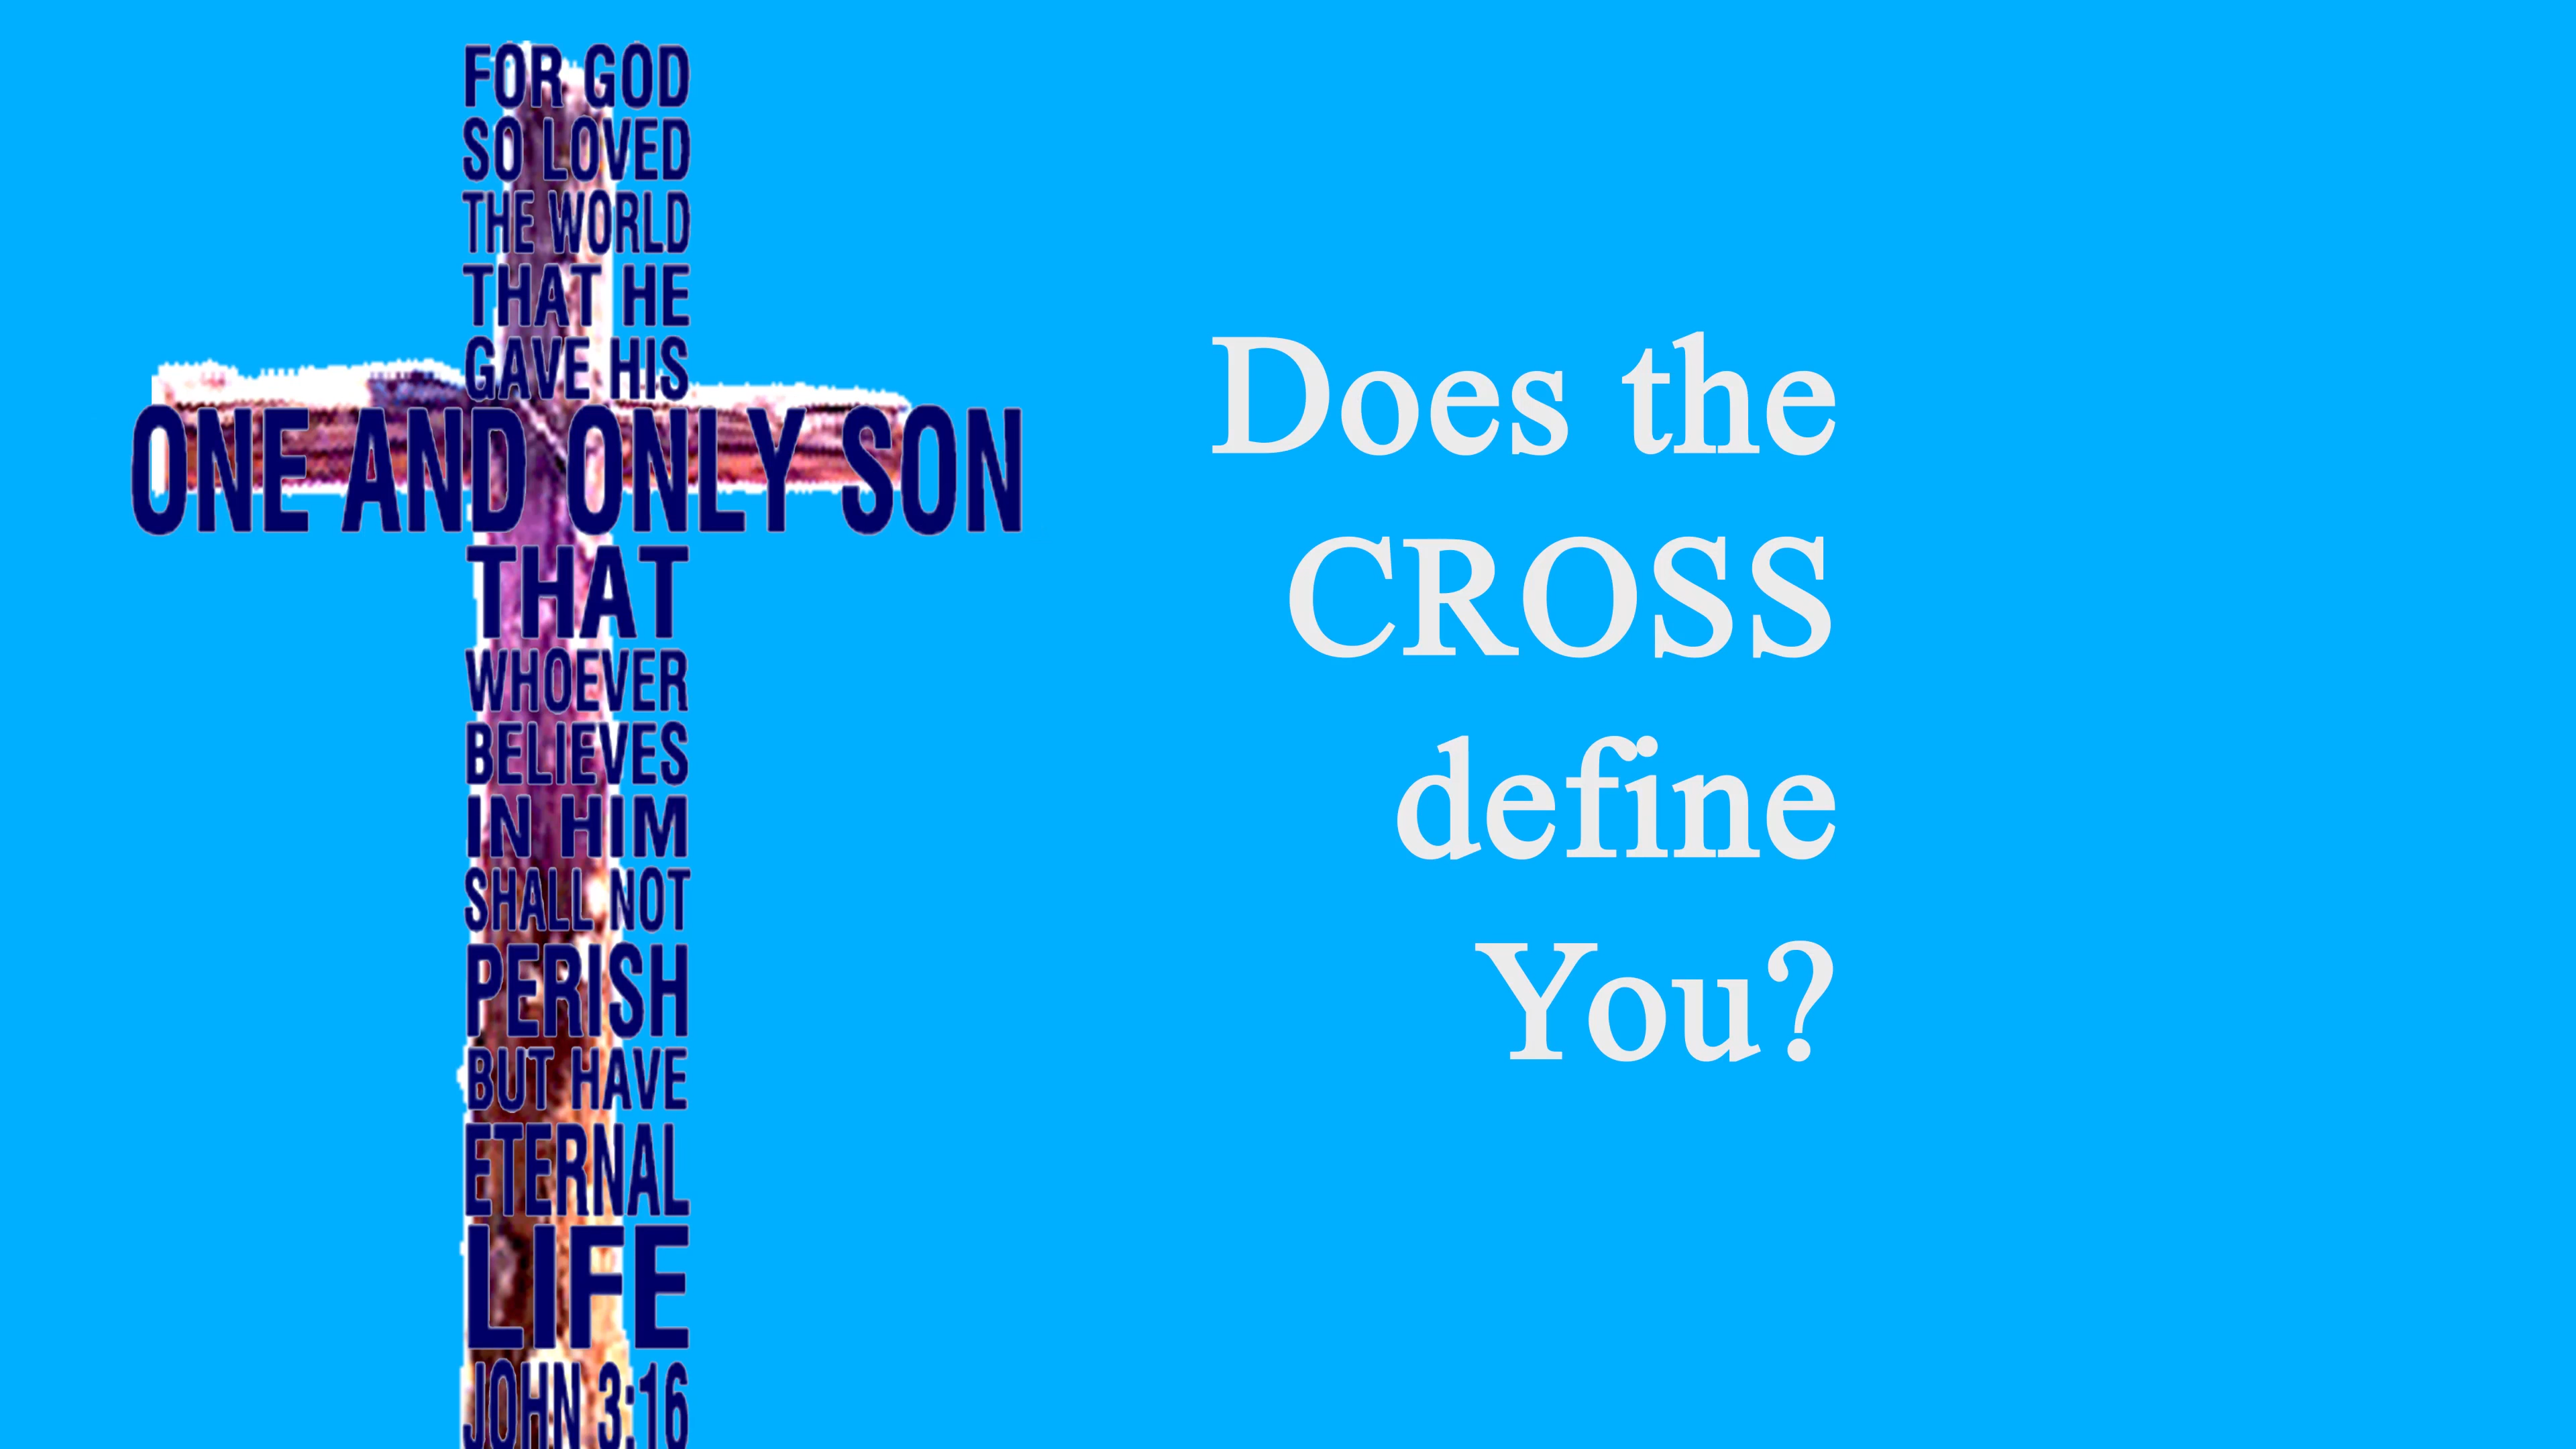 FOR GOD
SO LOVED
THE WORLD
THAT HE
GAVE HIS
ONE AND ONLY SON
THAT
WHOEVER
BELIEVES
IN HIM
SHALL NOT
PERISH
BUT HAVE
ETERNAL
LIFE
JOHN 3:16
Does the
CROSS
define
You?